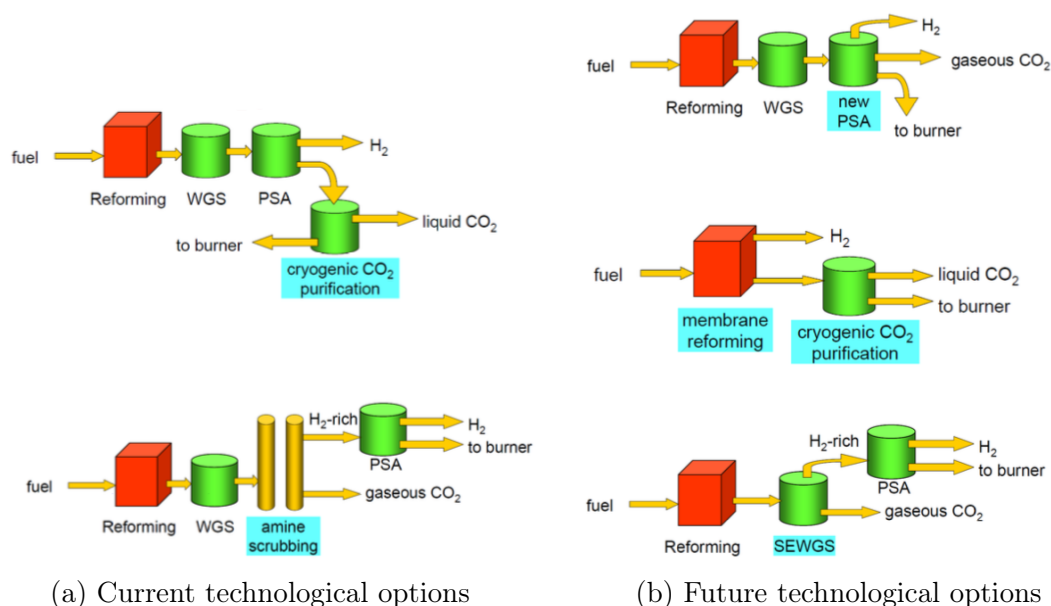 fuel
Reforming
WGS
PSA
H₂
liquid CO₂
to burner
cryogenic CO₂
purification
fuel
Reforming
WGS
amine
scrubbing
H₂-rich
PSA
H₂
to burner
gaseous CO₂
(a) Current technological options
fuel
Reforming
WGS
new
PSA
H₂
gaseous CO₂
to burner
fuel
membrane
reforming
H₂
cryogenic CO₂
purification
liquid CO₂
to burner
fuel
Reforming
SEWGS
H₂-rich
PSA
H₂
to burner
gaseous CO₂
(b) Future technological options